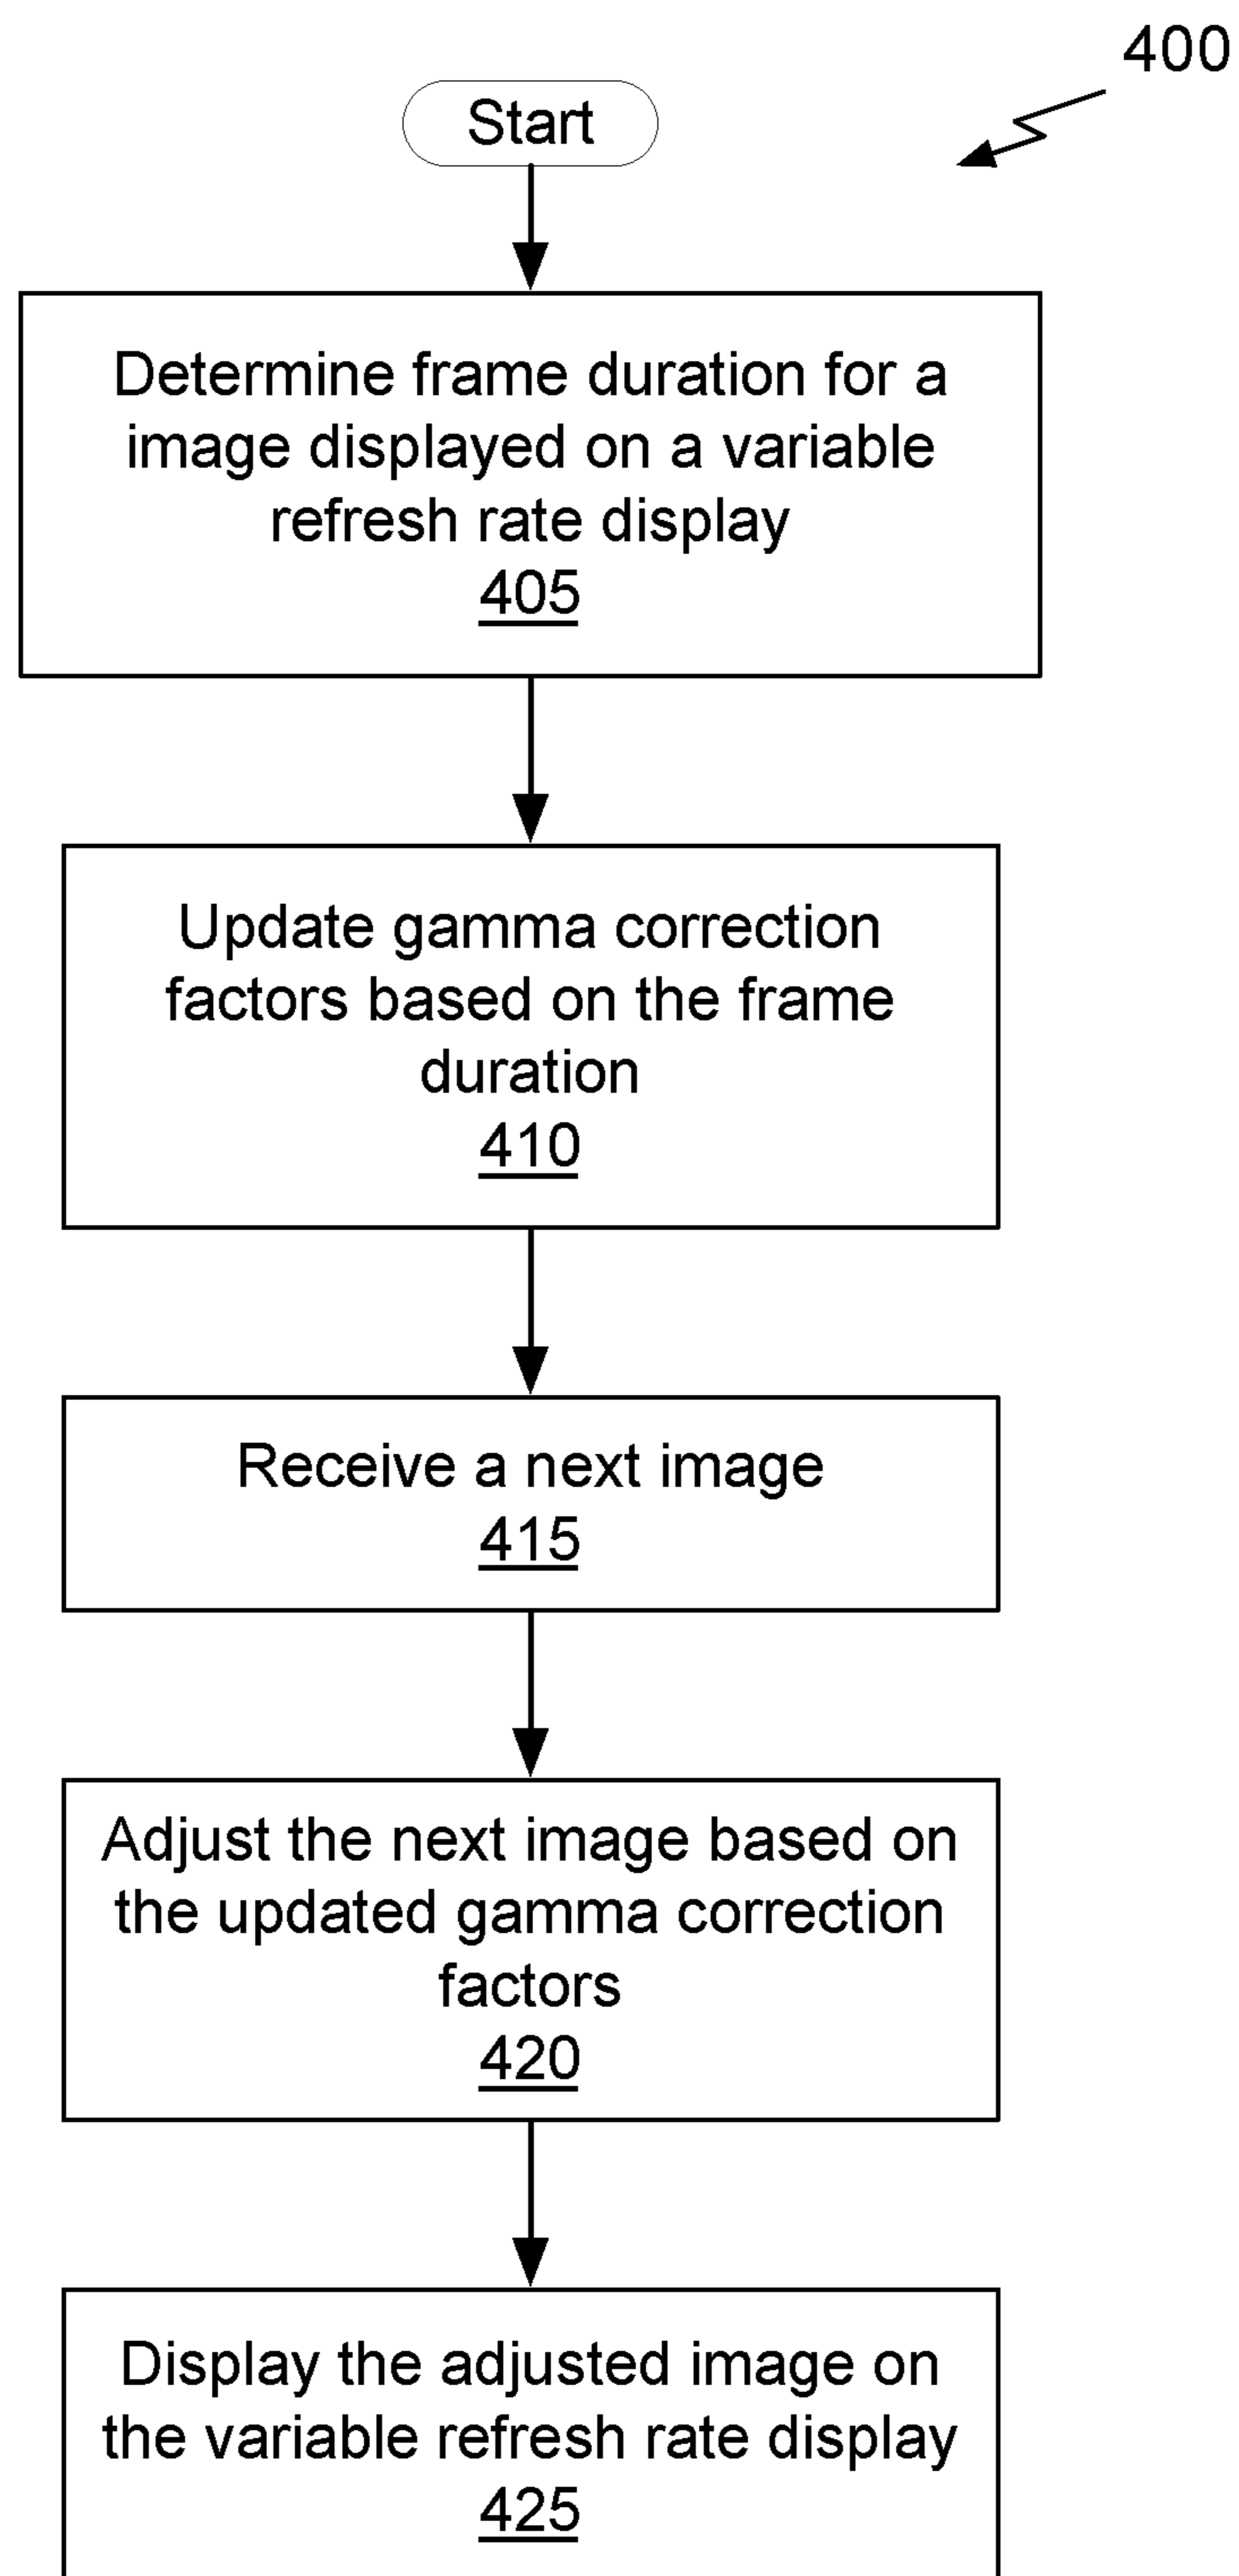 400
Start
Determine frame duration for a
image displayed on a variable
refresh rate display
405
Update gamma correction
factors based on the frame
duration
410
Receive a next image
415
Adjust the next image based on
the updated gamma correction
factors
420
Display the adjusted image on
the variable refresh rate display
425